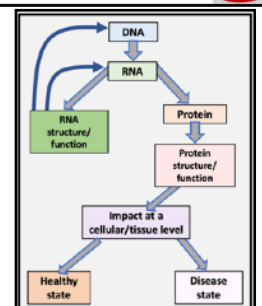 DNA
RNA
RNA
structure/
function
Protein
Protein
structure/
function
Impact at a
cellular/tissue level
Healthy
state
Disease
state